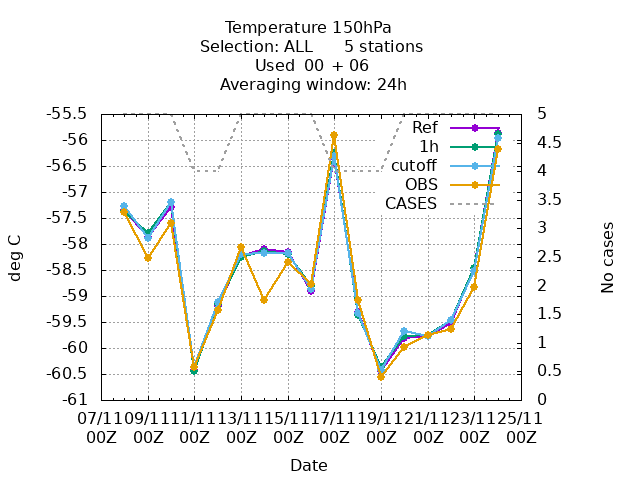 Temperature 150hPa
Selection: ALL 5 stations
Used 00 + 06
Averaging window: 24h
-55.5
-56
-56.5
-57
-57.5
-58
-58.5
-59
-59.5
-60
-60.5
-61
deg C
Ref
1h
cutoff
OBS
CASES
5
4.5
4
3.5
3
2.5
2
1.5
1
0.5
0
No cases
07/11 09/11 11/11 13/11 15/11 17/11 19/11 21/11 23/11 25/11
00Z 00Z 00Z 00Z 00Z 00Z 00Z 00Z 00Z 00Z
Date